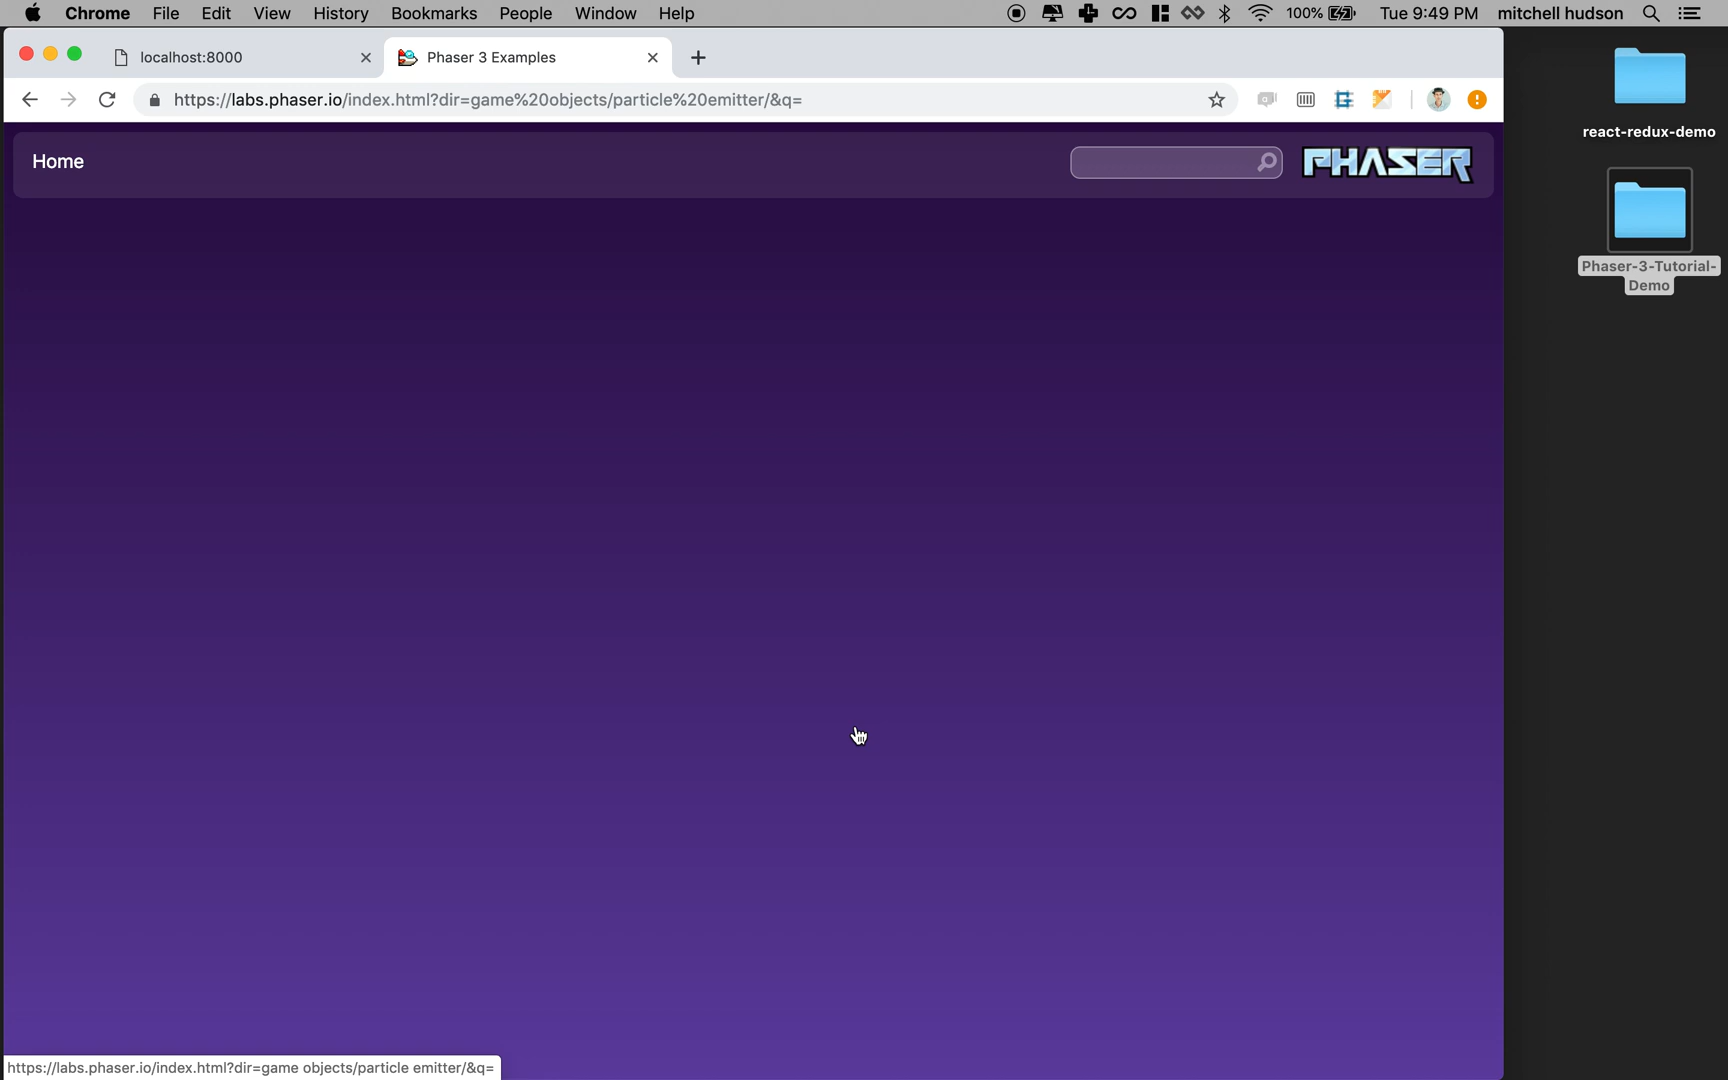 Chrome File Edit View History Bookmarks People Window Help 100% Tue 9:49 PM mitchell hudson
localhost:8000 Phaser 3 Examples
https://labs.phaser.io/index.html?dir=game%20objects/particle%20emitter/&q=
Home PHASER
react-redux-demo
Phaser-3-Tutorial-
Demo
https://labs.phaser.io/index.html?dir=game objects/particle emitter/&q=